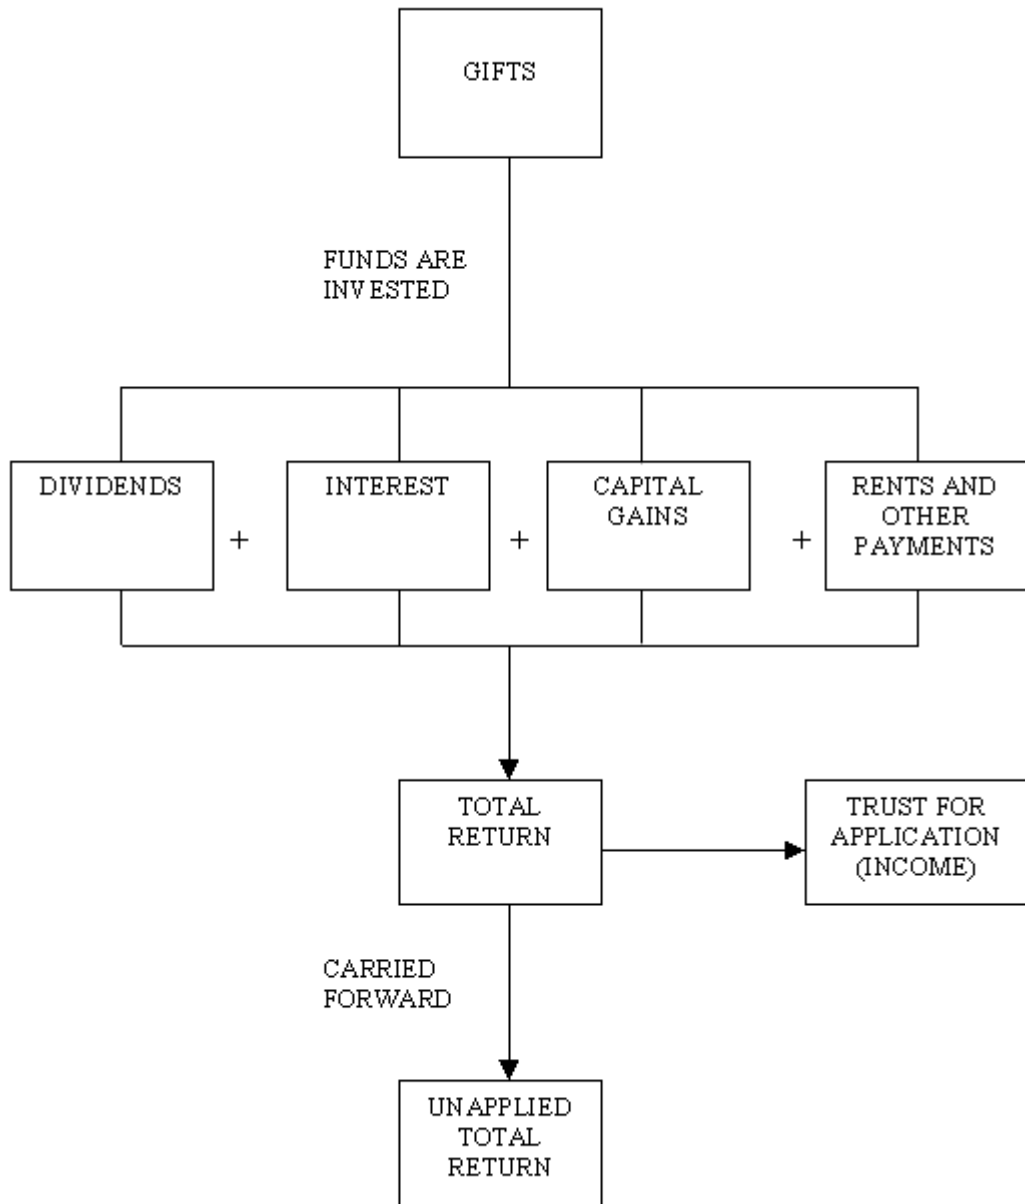 GIFTS
FUNDS ARE
INVESTED
DIVIDENDS
+
INTEREST
+
CAPITAL
GAINS
+
RENTS AND
OTHER
PAYMENTS
TOTAL
RETURN
TRUST FOR
APPLICATION
(INCOME)
CARRIED
FORWARD
UNAPPLIED
TOTAL
RETURN